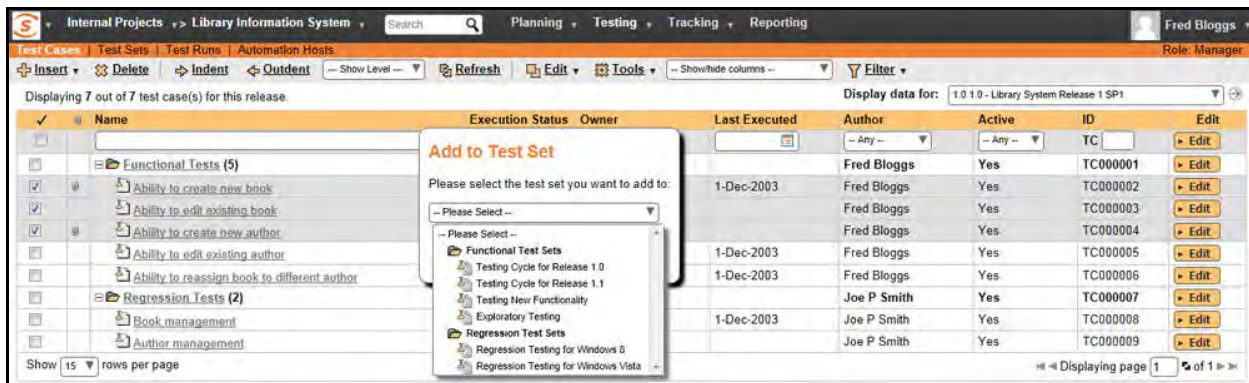 S Internal Projects > Library Information System Search Planning Testing Tracking Reporting Fred Bloggs
Test Cases | Test Sets | Test Runs | Automation Hosts Role: Manager
Insert Delete Indent Outdent -- Show Level -- Refresh Edit Tools -- Show/hide columns -- Filter
Displaying 7 out of 7 test case(s) for this release. Display data for: 1.0.1.0 - Library System Release 1 SP1
Name Execution Status Owner Last Executed Author Active ID Edit
-- Any -- -- Any -- TC Edit
Functional Tests (5) Fred Bloggs Yes TC000001 Edit
Ability to create new book 1-Dec-2003 Fred Bloggs Yes TC000002 Edit
Ability to edit existing book Fred Bloggs Yes TC000003 Edit
Ability to create new author Fred Bloggs Yes TC000004 Edit
Ability to edit existing author 1-Dec-2003 Fred Bloggs Yes TC000005 Edit
Ability to reassign book to different author 1-Dec-2003 Fred Bloggs Yes TC000006 Edit
Regression Tests (2) Joe P Smith Yes TC000007 Edit
Book management 1-Dec-2003 Joe P Smith Yes TC000008 Edit
Author management Joe P Smith Yes TC000009 Edit
Show 15 rows per page Displaying page 1 of 1
Add to Test Set
Please select the test set you want to add to:
-- Please Select --
-- Please Select --
Functional Test Sets
Testing Cycle for Release 1.0
Testing Cycle for Release 1.1
Testing New Functionality
Exploratory Testing
Regression Test Sets
Regression Testing for Windows 8
Regression Testing for Windows Vista